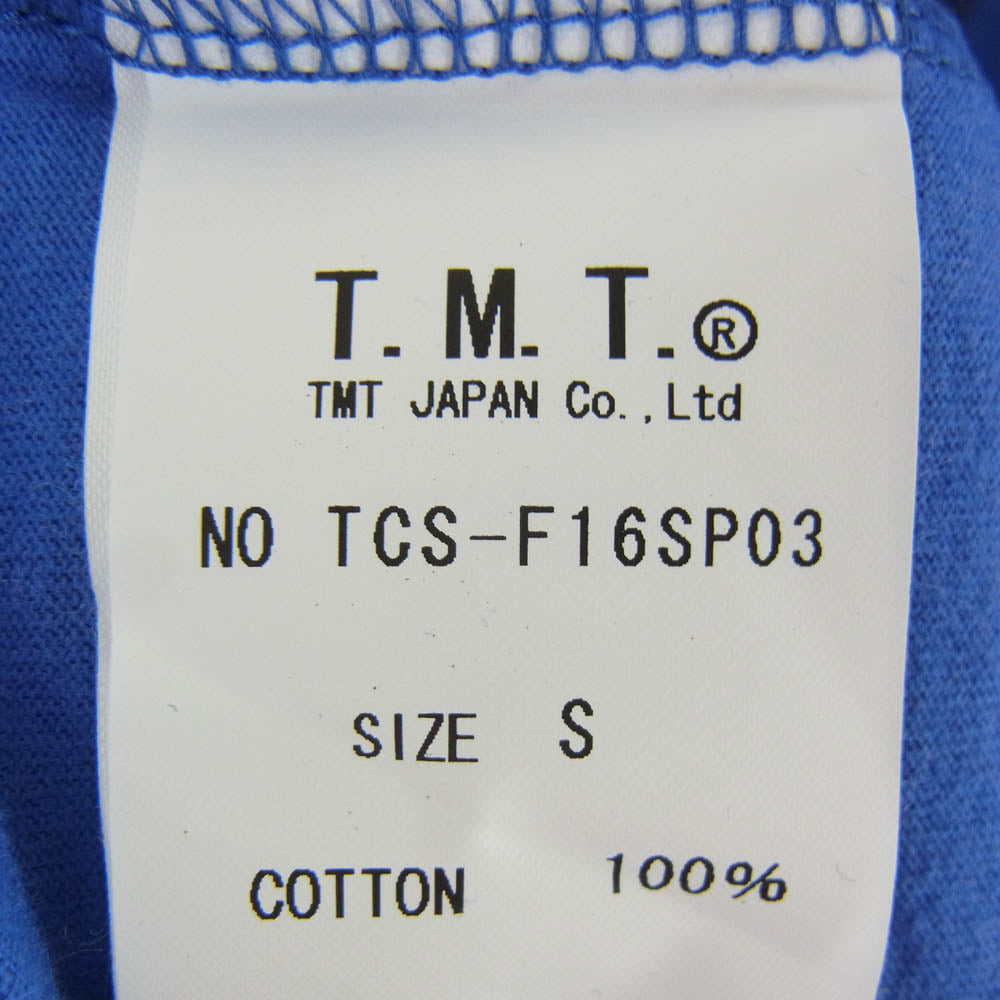 T.M.T.®
TMT JAPAN Co.,Ltd
NO TCS-F16SP03
SIZE S
COTTON 100%